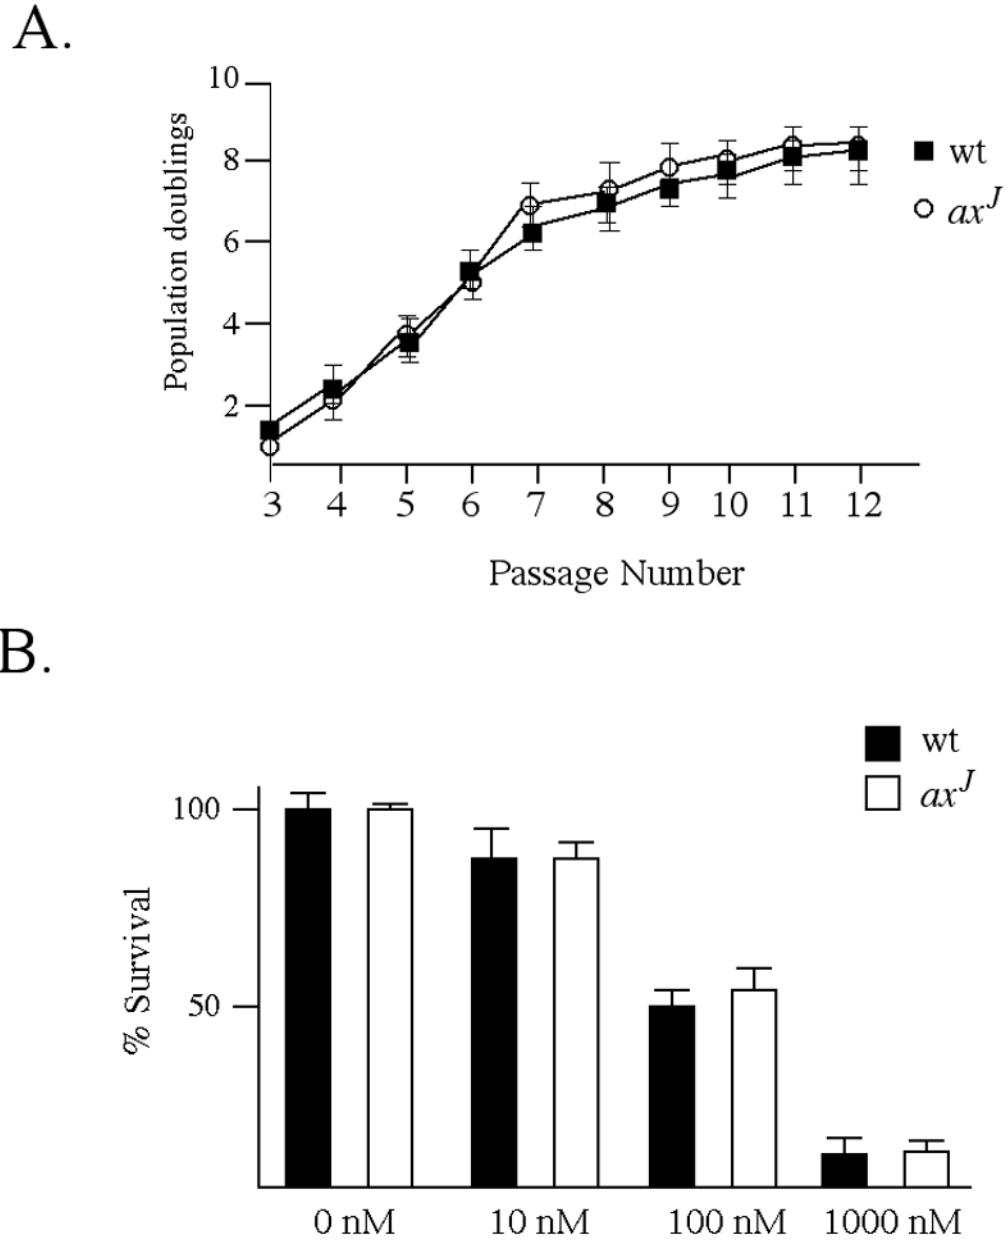 A.
10
8
6
4
2
Population doublings
wt
ax^J
3 4 5 6 7 8 9 10 11 12
Passage Number
B.
wt
ax^J
100
50
% Survival
0 nM 10 nM 100 nM 1000 nM